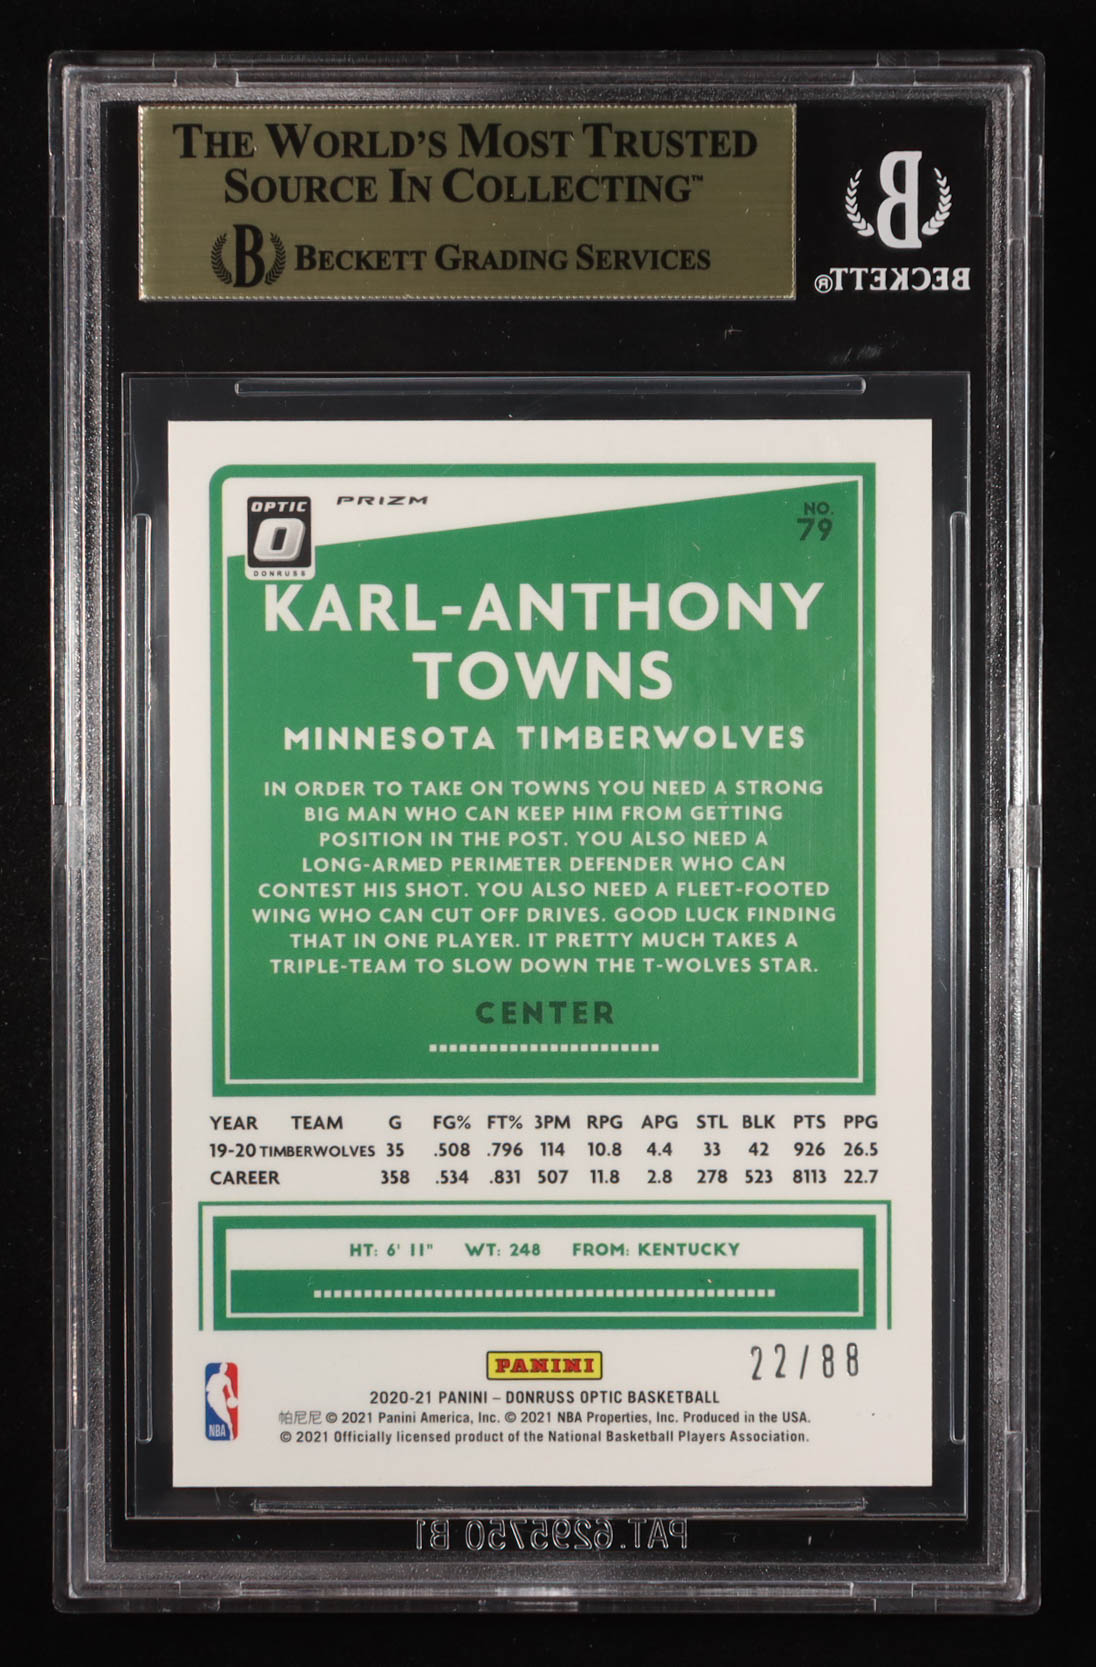 THE WORLD'S MOST TRUSTED
SOURCE IN COLLECTING™
B BECKETT GRADING SERVICES
B
BECKETT®
OPTIC
O
DONRUSS
PRIZM
NO.
79
KARL-ANTHONY
TOWNS
MINNESOTA TIMBERWOLVES
IN ORDER TO TAKE ON TOWNS YOU NEED A STRONG
BIG MAN WHO CAN KEEP HIM FROM GETTING
POSITION IN THE POST. YOU ALSO NEED A
LONG-ARMED PERIMETER DEFENDER WHO CAN
CONTEST HIS SHOT. YOU ALSO NEED A FLEET-FOOTED
WING WHO CAN CUT OFF DRIVES. GOOD LUCK FINDING
THAT IN ONE PLAYER. IT PRETTY MUCH TAKES A
TRIPLE-TEAM TO SLOW DOWN THE T-WOLVES STAR.
CENTER
YEAR TEAM G FG% FT% 3PM RPG APG STL BLK PTS PPG
19-20 TIMBERWOLVES 35 .508 .796 114 10.8 4.4 33 42 926 26.5
CAREER 358 .534 .831 507 11.8 2.8 278 523 8113 22.7
HT: 6' 11" WT: 248 FROM: KENTUCKY
PANINI
22/88
NBA
2020-21 PANINI – DONRUSS OPTIC BASKETBALL
帕尼尼 © 2021 Panini America, Inc. © 2021 NBA Properties, Inc. Produced in the USA.
© 2021 Officially licensed product of the National Basketball Players Association.
PAT.6295750 B1